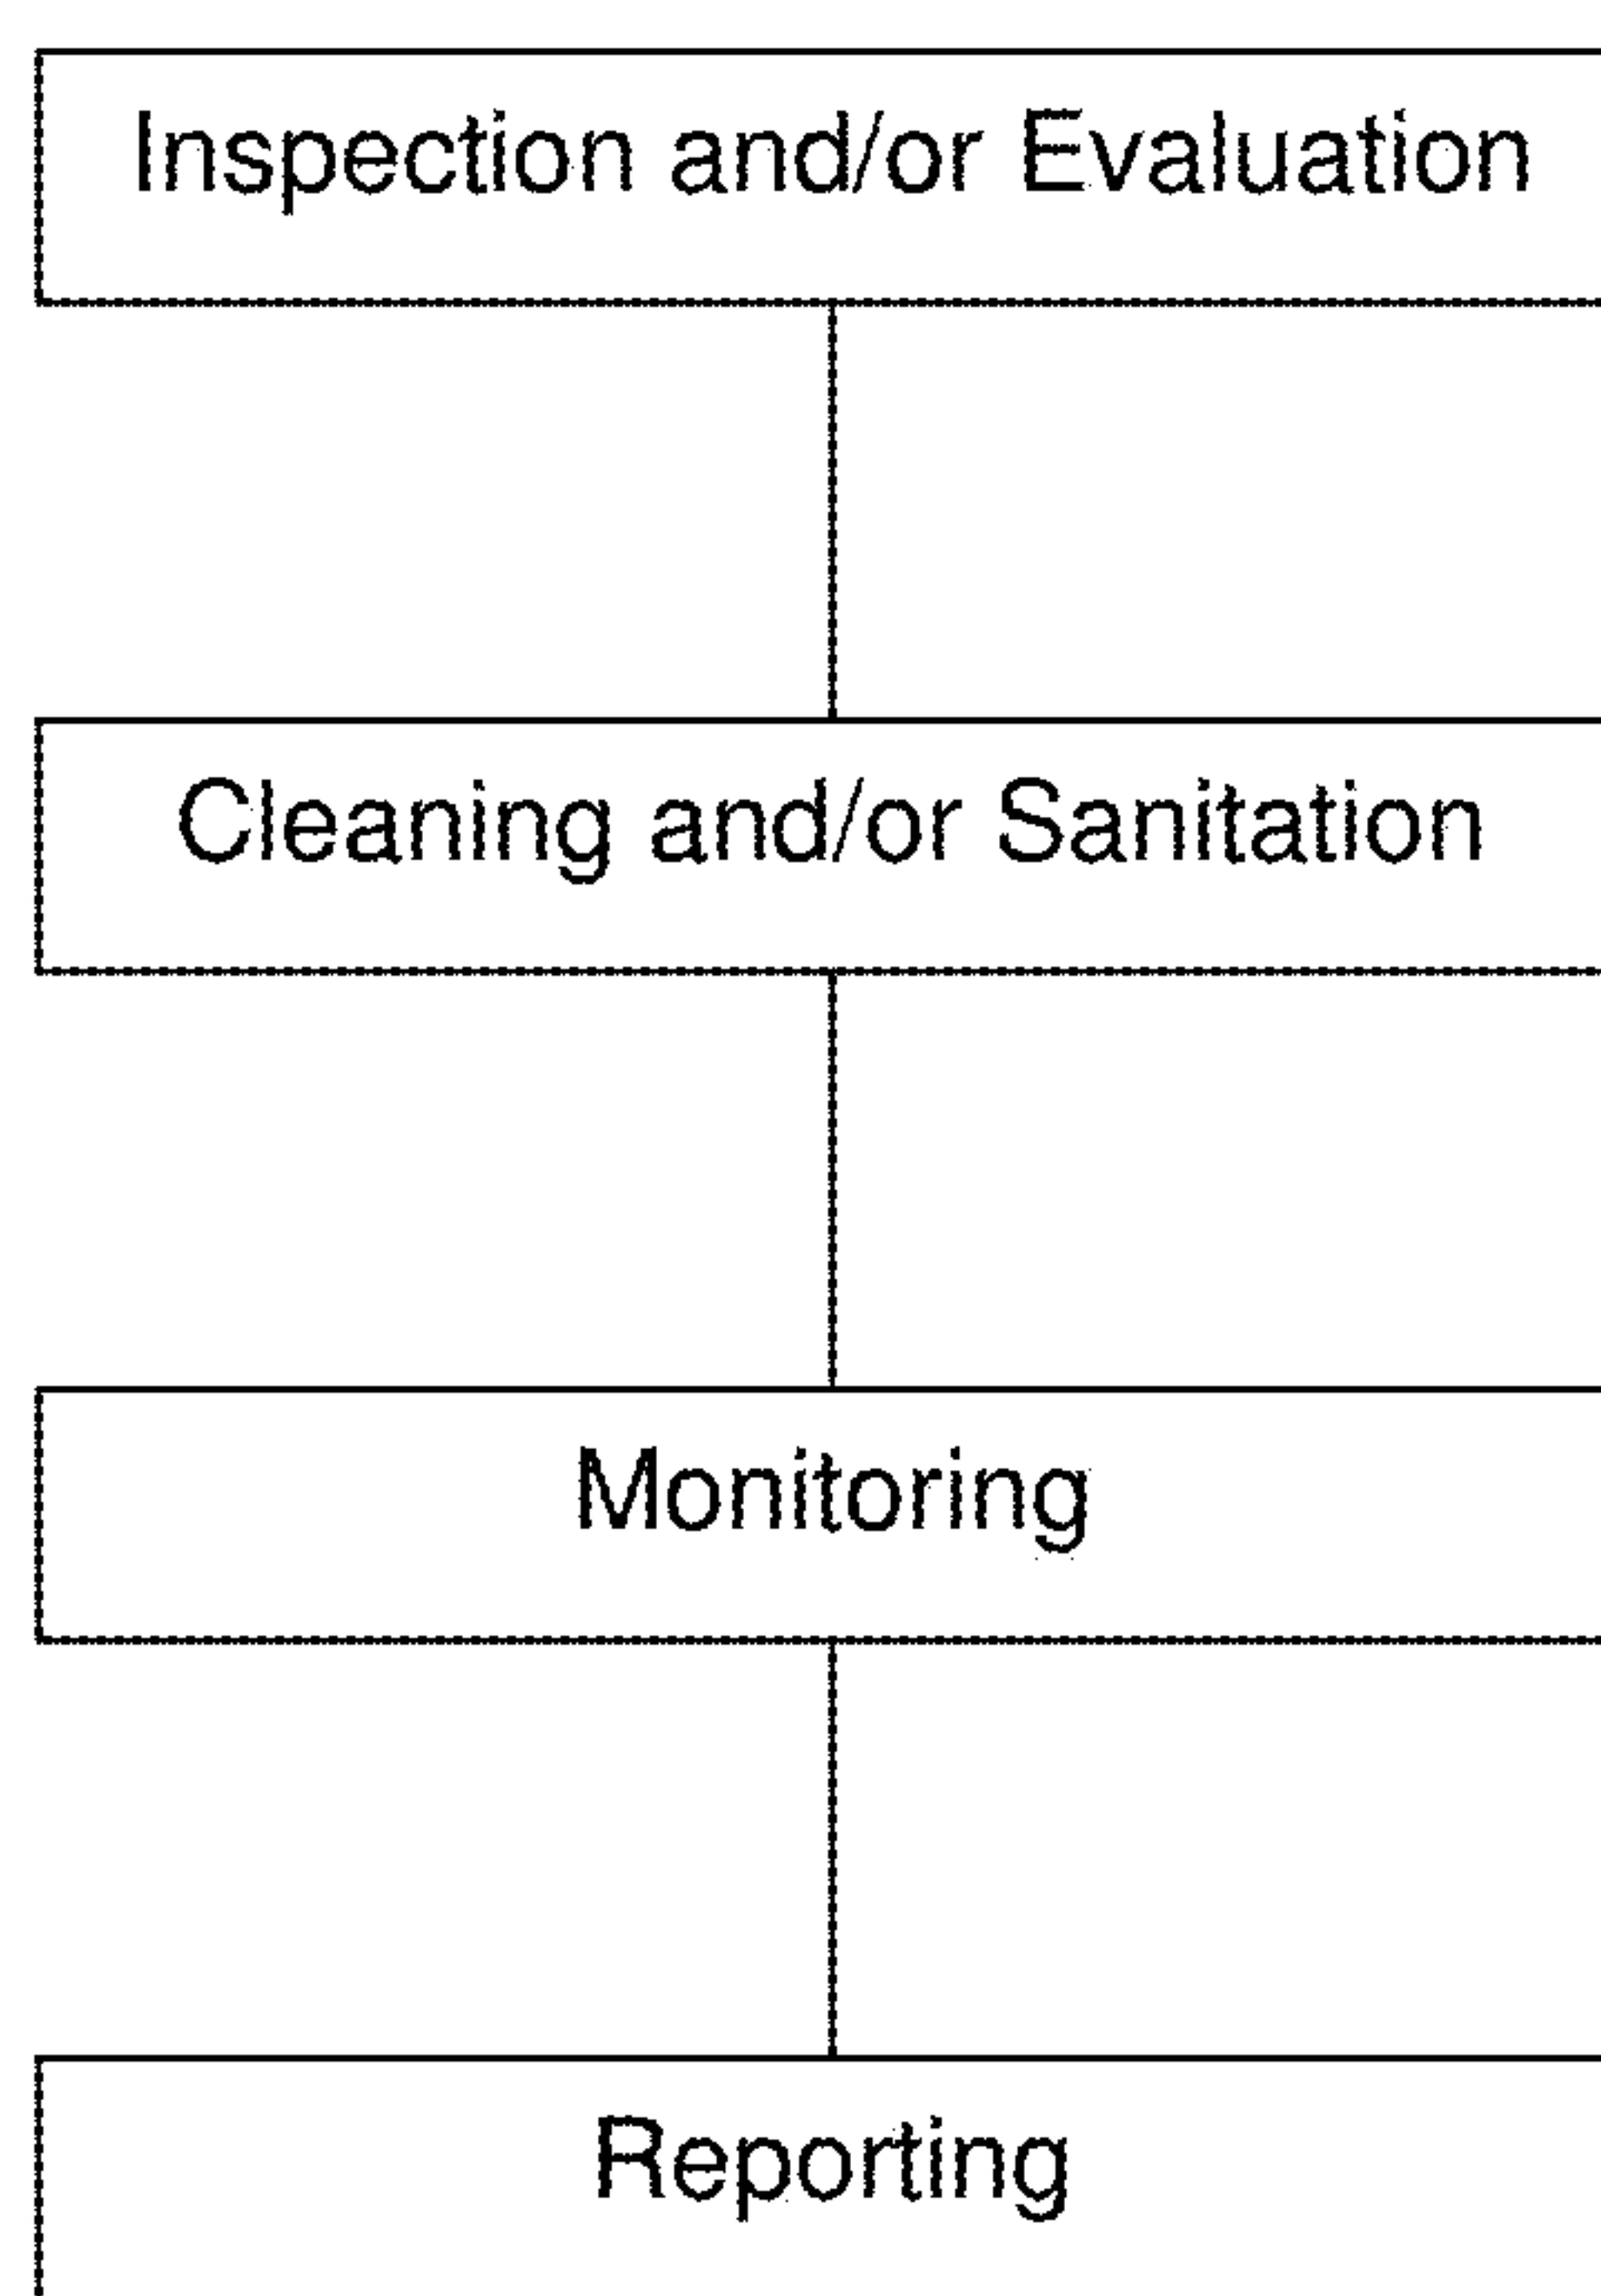 Inspection and/or Evaluation
Cleaning and/or Sanitation
Monitoring
Reporting